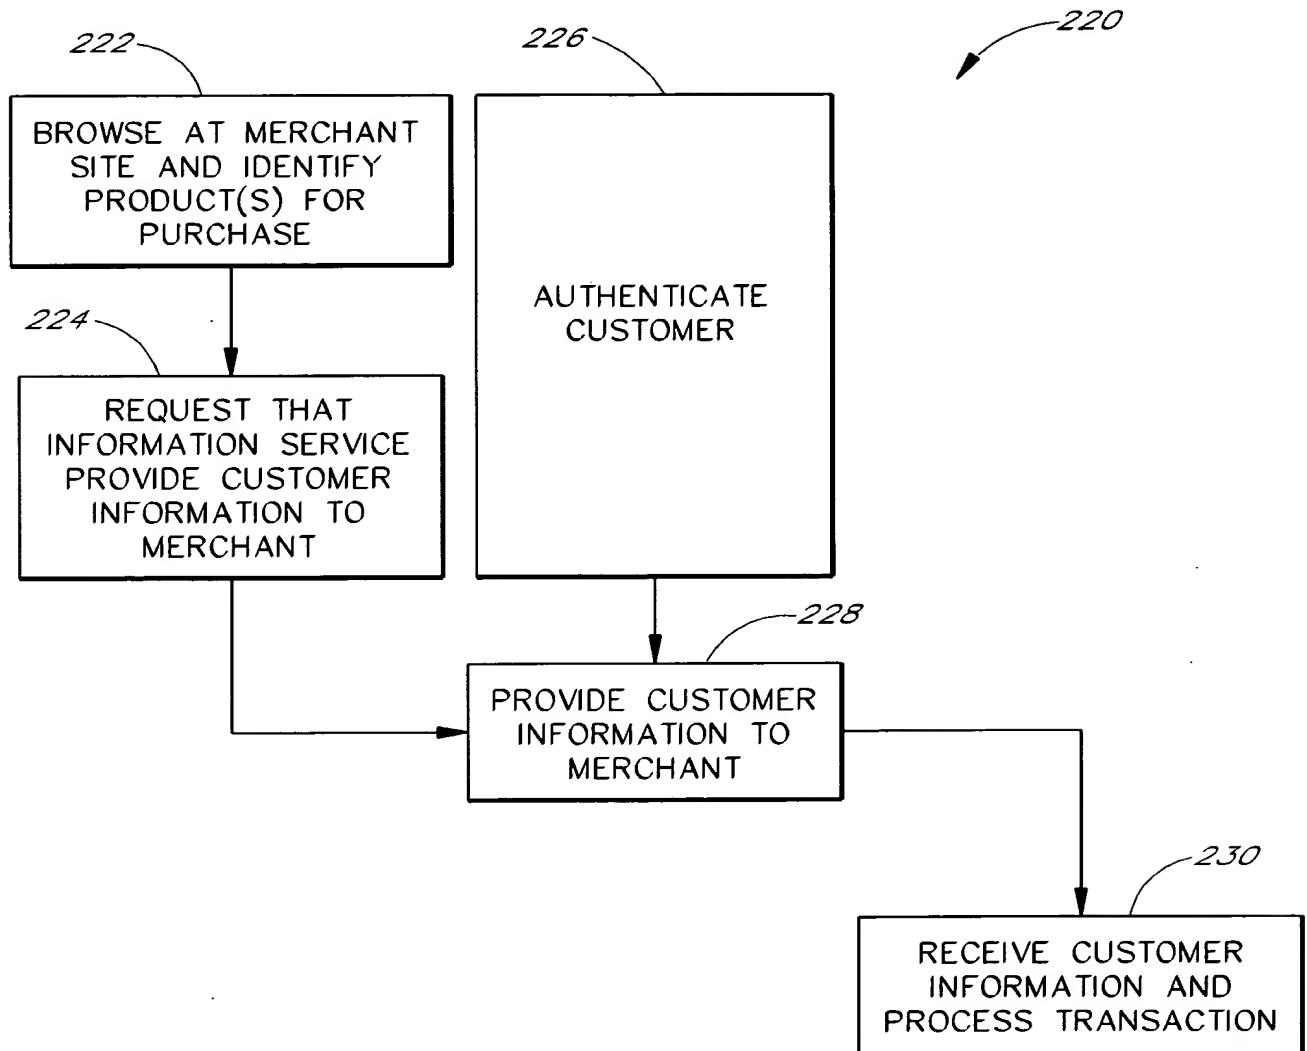 220
222
BROWSE AT MERCHANT
SITE AND IDENTIFY
PRODUCT(S) FOR
PURCHASE
226
AUTHENTICATE
CUSTOMER
224
REQUEST THAT
INFORMATION SERVICE
PROVIDE CUSTOMER
INFORMATION TO
MERCHANT
228
PROVIDE CUSTOMER
INFORMATION TO
MERCHANT
230
RECEIVE CUSTOMER
INFORMATION AND
PROCESS TRANSACTION